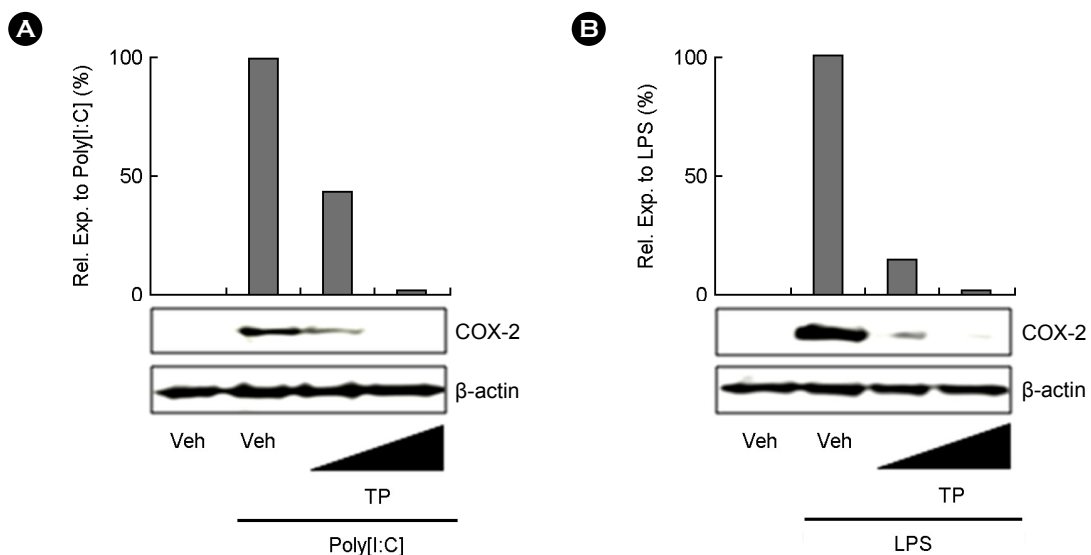 A
Rel. Exp. to Poly[I:C] (%)
100
50
0
COX-2
β-actin
Veh
Veh
TP
Poly[I:C]
B
Rel. Exp. to LPS (%)
100
50
0
COX-2
β-actin
Veh
Veh
TP
LPS